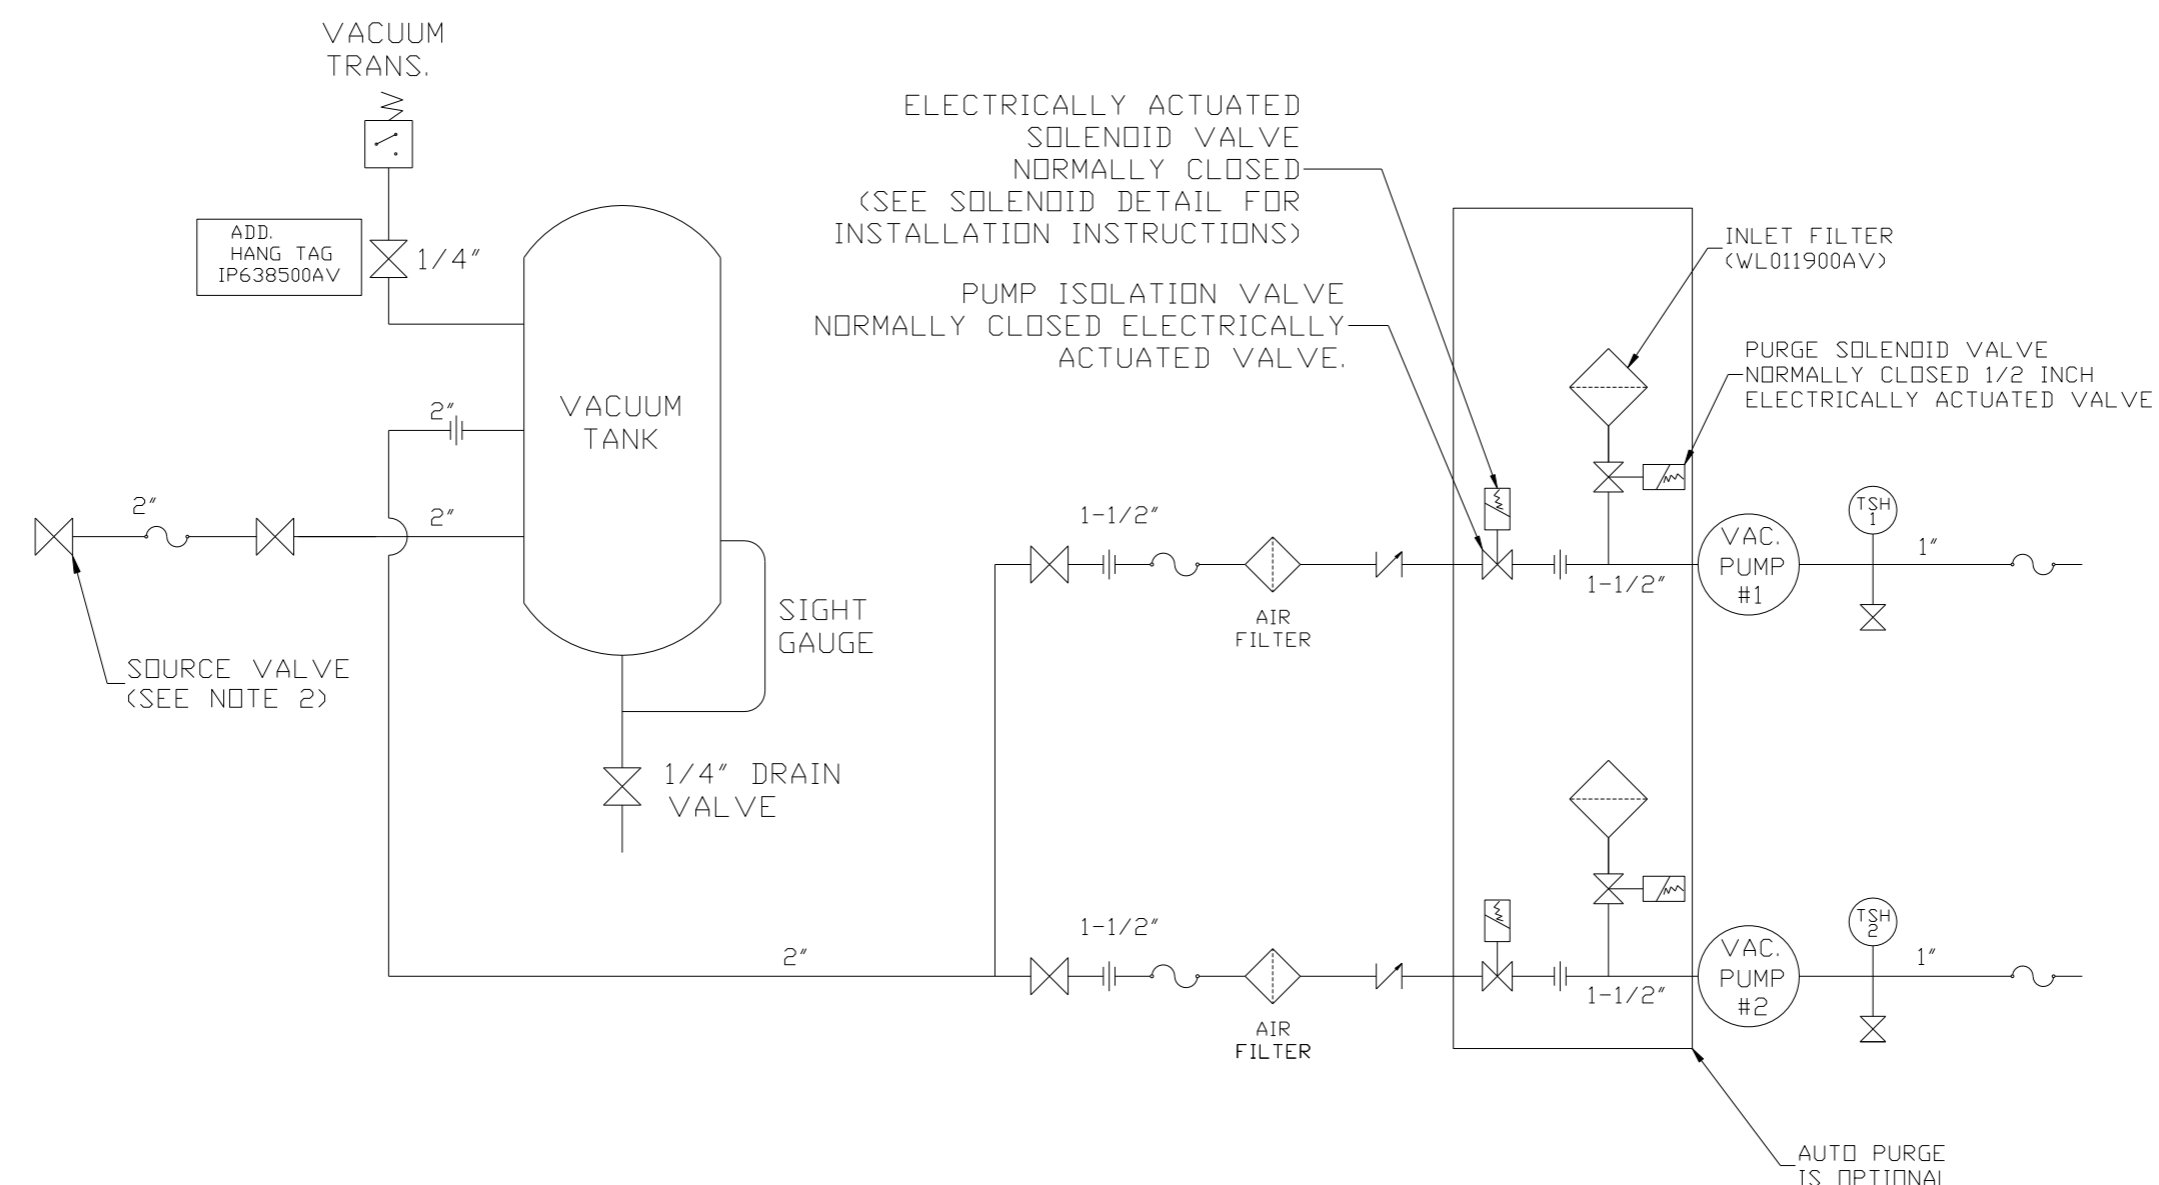 VACUUM
TRANS.
ADD.
HANG TAG
IP638500AV
1/4"
ELECTRICALLY ACTUATED
SOLENOID VALVE
NORMALLY CLOSED
(SEE SOLENOID DETAIL FOR
INSTALLATION INSTRUCTIONS)
PUMP ISOLATION VALVE
NORMALLY CLOSED ELECTRICALLY
ACTUATED VALVE.
INLET FILTER
(WL011900AV)
PURGE SOLENOID VALVE
NORMALLY CLOSED 1/2 INCH
ELECTRICALLY ACTUATED VALVE
VACUUM
TANK
2"
2"
2"
SOURCE VALVE
(SEE NOTE 2)
SIGHT
GAUGE
1/4" DRAIN
VALVE
1-1/2"
AIR
FILTER
1-1/2"
VAC.
PUMP
#1
TSH
1
1"
2"
1-1/2"
AIR
FILTER
1-1/2"
VAC.
PUMP
#2
TSH
2
1"
AUTO PURGE
IS OPTIONAL